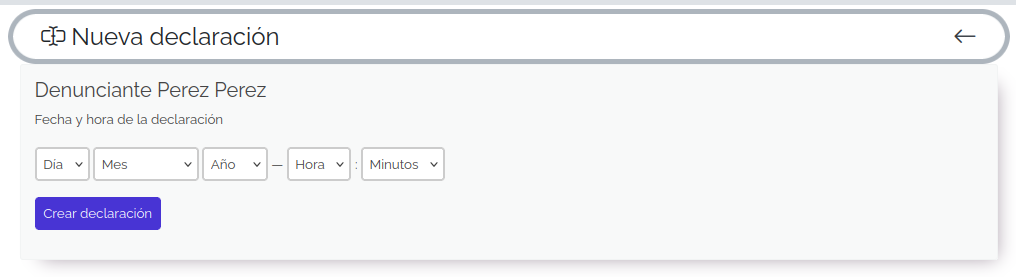 Nueva declaración
Denunciante Perez Perez
Fecha y hora de la declaración
Día Mes Año — Hora : Minutos
Crear declaración